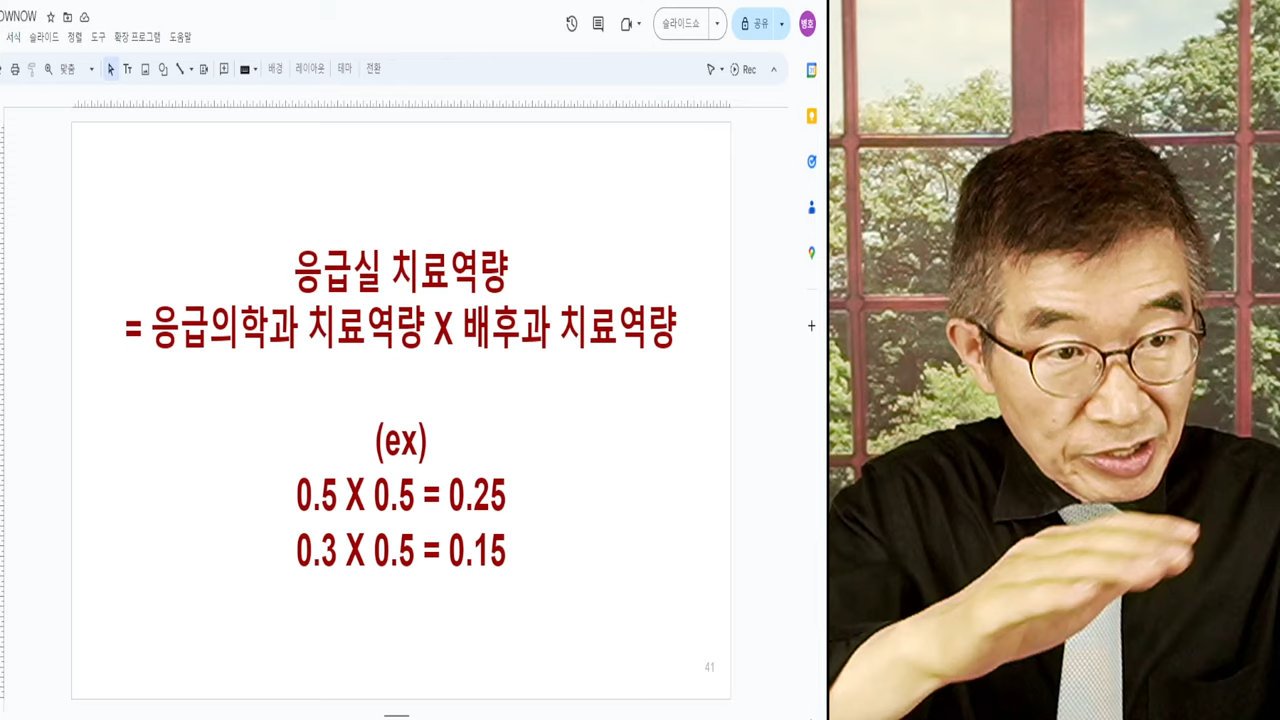 OWNOW
서식 슬라이드 정렬 도구 확장 프로그램 도움말
슬라이드쇼
공유
병호
맞춤
Tт
배경 레이아웃 테마 전환
Rec
응급실 치료역량
= 응급의학과 치료역량 X 배후과 치료역량
(ex)
0.5 X 0.5 = 0.25
0.3 X 0.5 = 0.15
41